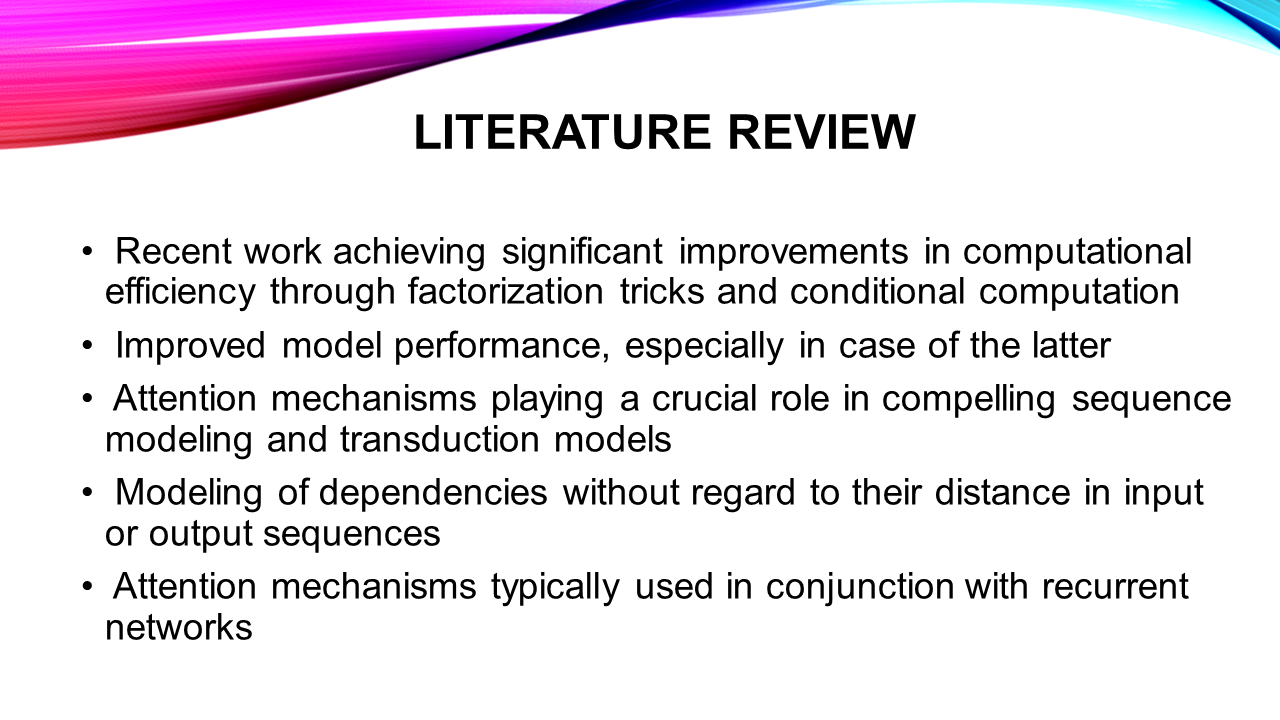 LITERATURE REVIEW
• Recent work achieving significant improvements in computational
efficiency through factorization tricks and conditional computation
• Improved model performance, especially in case of the latter
• Attention mechanisms playing a crucial role in compelling sequence
modeling and transduction models
• Modeling of dependencies without regard to their distance in input
or output sequences
• Attention mechanisms typically used in conjunction with recurrent
networks